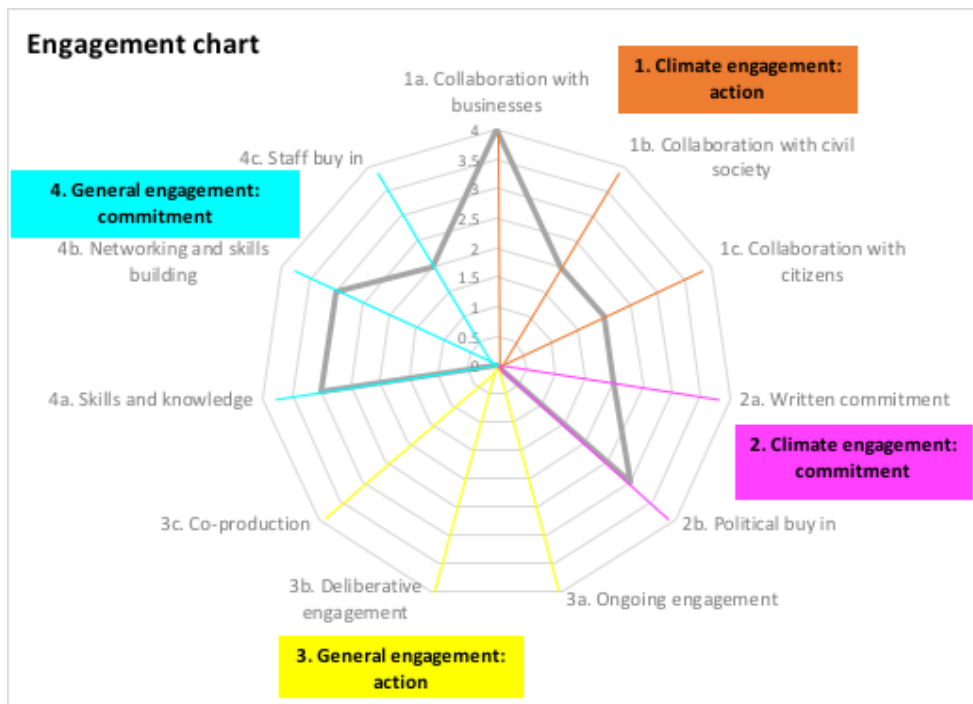 Engagement chart
1. Climate engagement:
action
1a. Collaboration with
businesses
1b. Collaboration with civil
society
1c. Collaboration with
citizens
2a. Written commitment
2. Climate engagement:
commitment
2b. Political buy in
3a. Ongoing engagement
3b. Deliberative
engagement
3. General engagement:
action
3c. Co-production
4a. Skills and knowledge
4b. Networking and skills
building
4. General engagement:
commitment
4c. Staff buy in
4
3.5
3
2.5
2
1.5
1
0.5
0